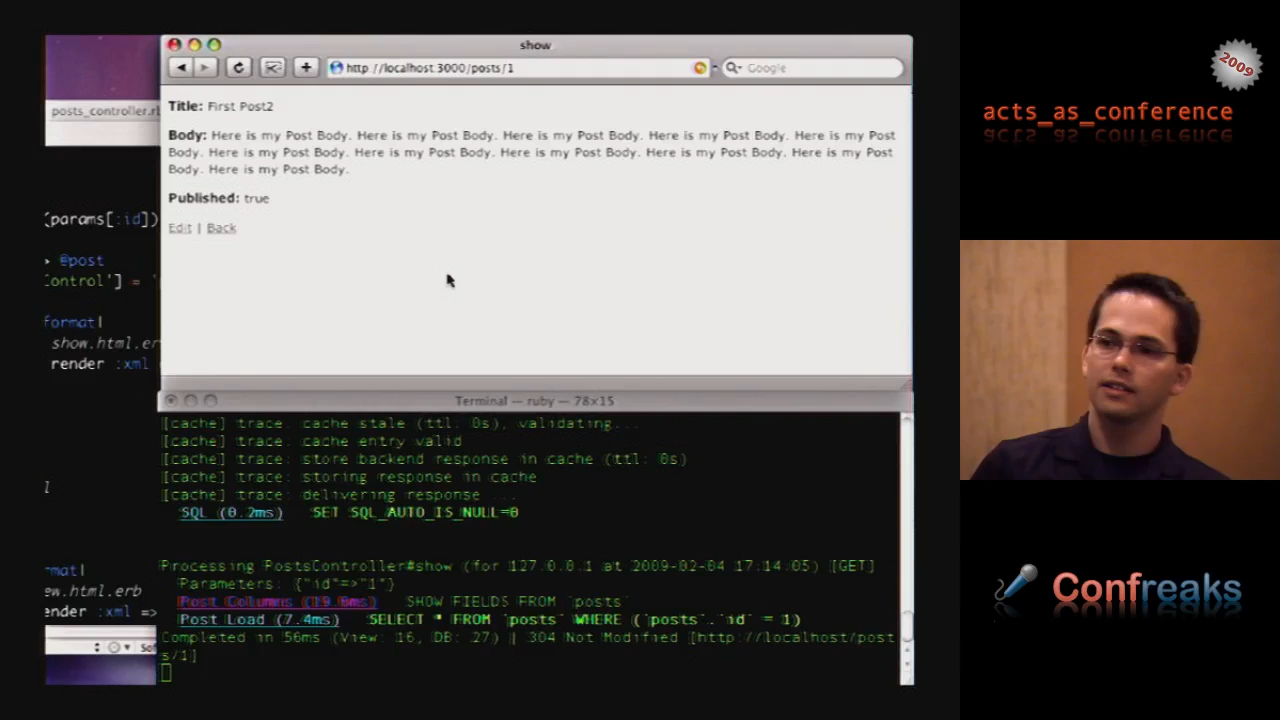 show
http://localhost:3000/posts/1
Google
posts_controller.rb
Title: First Post2
Body: Here is my Post Body. Here is my Post Body. Here is my Post Body. Here is my Post Body. Here is my Post
Body. Here is my Post Body. Here is my Post Body. Here is my Post Body. Here is my Post Body. Here is my Post
Body. Here is my Post Body.
Published: true
Edit | Back
(params[:id])
> @post
Control'] =
format|
show.html.er
render :xml
Terminal — ruby — 78×15
[cache] trace: cache stale (ttl: 0s), validating...
[cache] trace: cache entry valid
[cache] trace: store backend response in cache (ttl: 0s)
[cache] trace: storing response in cache
[cache] trace: delivering response ...
SQL (0.2ms) SET SQL_AUTO_IS_NULL=0
Processing PostsController#show (for 127.0.0.1 at 2009-02-04 17:14:05) [GET]
Parameters: {"id"=>"1"}
Post Columns (19.8ms) SHOW FIELDS FROM `posts`
Post Load (7.4ms) SELECT * FROM `posts` WHERE (`posts`.`id` = 1)
Completed in 56ms (View: 16, DB: 27) | 304 Not Modified [http://localhost/post
s/1]
rmat|
ow.html.erb
render :xml =>
2009
acts_as_conference
Confreaks